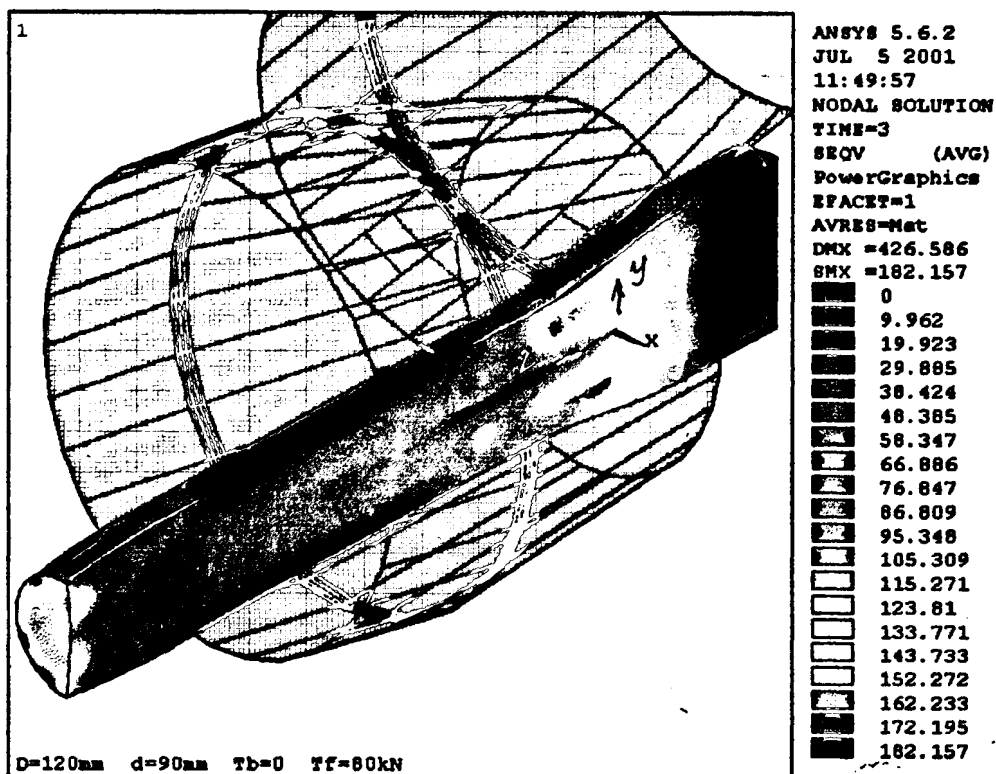 1
ANSYS 5.6.2
JUL 5 2001
11:49:57
NODAL SOLUTION
TIME=3
SEQV (AVG)
PowerGraphics
EFACET=1
AVRES=Mat
DMX =426.586
SMX =182.157
0
9.962
19.923
29.885
38.424
48.385
58.347
66.886
76.847
86.809
95.348
105.309
115.271
123.81
133.771
143.733
152.272
162.233
172.195
182.157
y
x
z
D=120mm d=90mm Tb=0 Tf=80kN